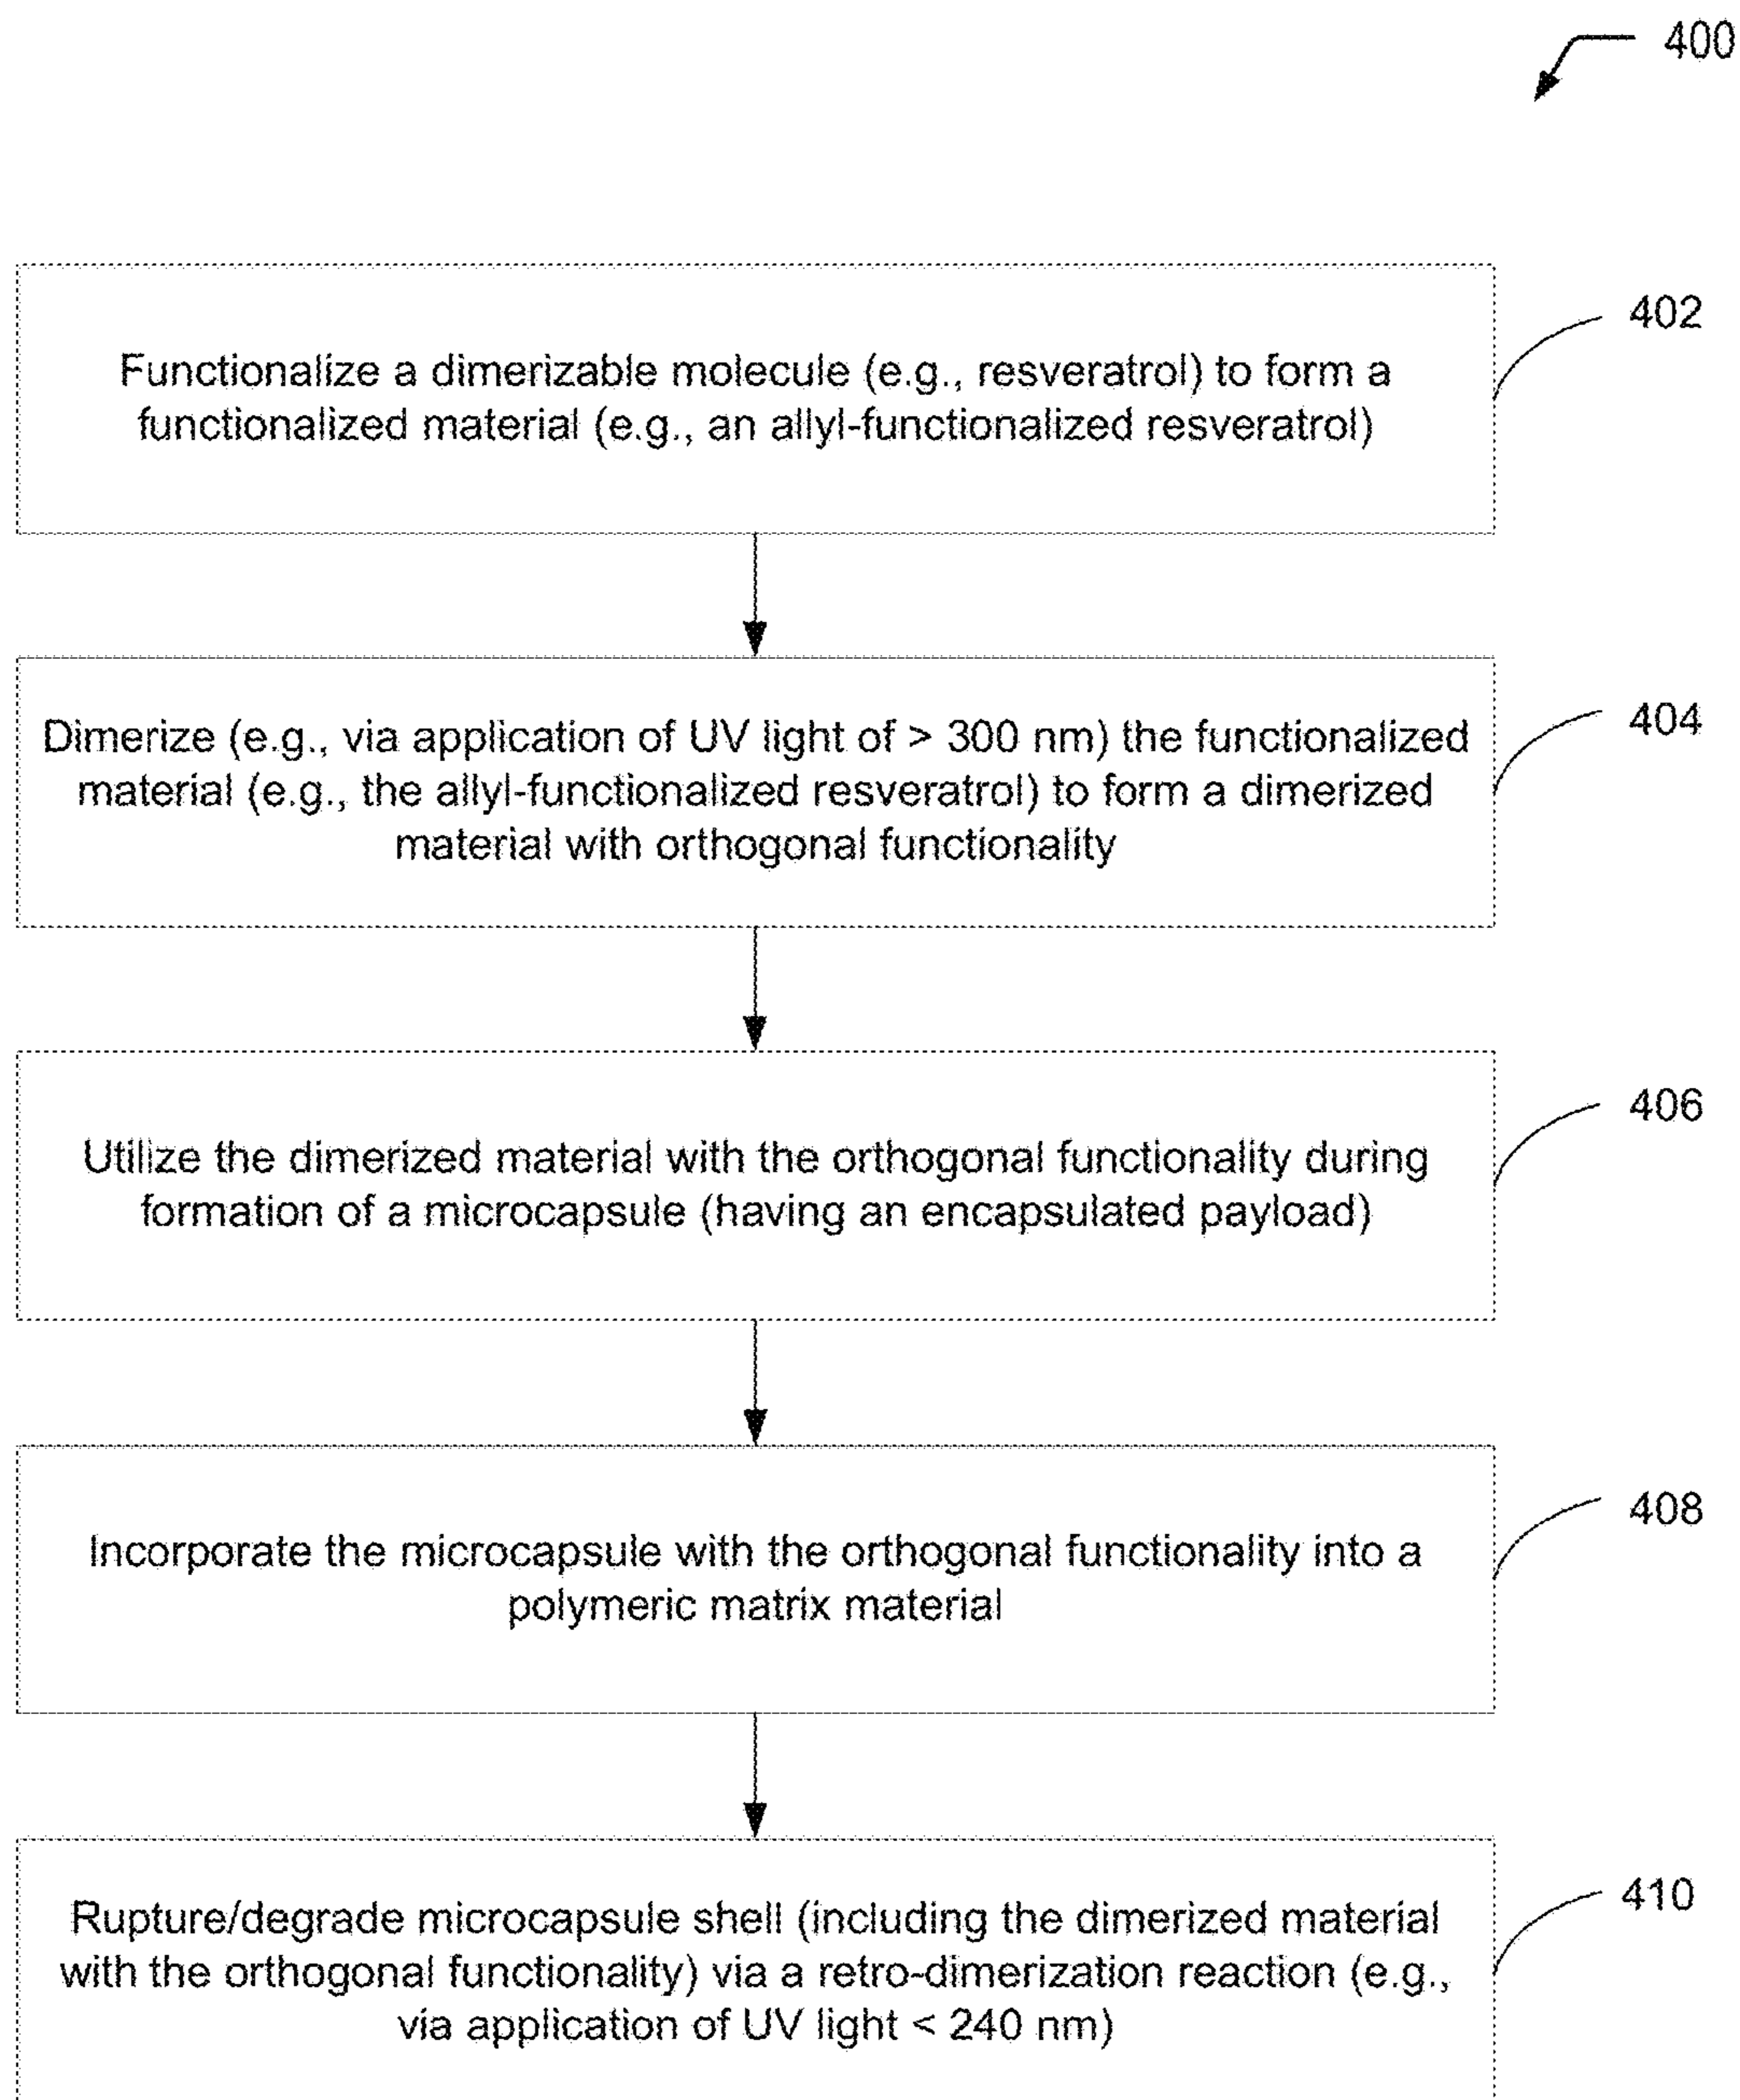 400
Functionalize a dimerizable molecule (e.g., resveratrol) to form a
functionalized material (e.g., an allyl-functionalized resveratrol)
402
Dimerize (e.g., via application of UV light of > 300 nm) the functionalized
material (e.g., the allyl-functionalized resveratrol) to form a dimerized
material with orthogonal functionality
404
Utilize the dimerized material with the orthogonal functionality during
formation of a microcapsule (having an encapsulated payload)
406
Incorporate the microcapsule with the orthogonal functionality into a
polymeric matrix material
408
Rupture/degrade microcapsule shell (including the dimerized material
with the orthogonal functionality) via a retro-dimerization reaction (e.g.,
via application of UV light < 240 nm)
410